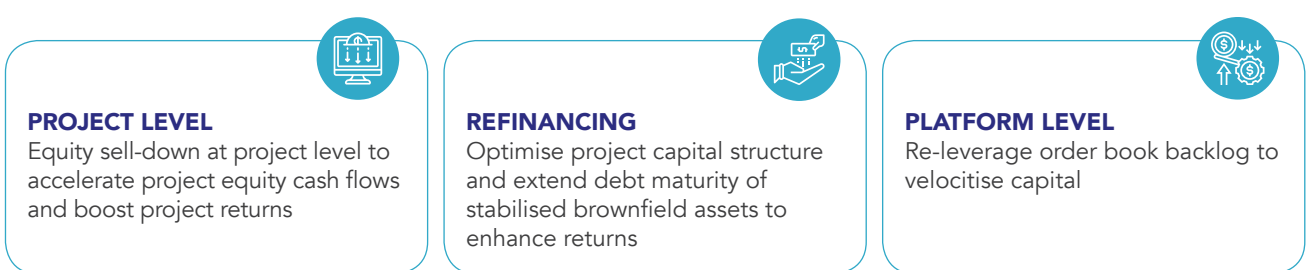 PROJECT LEVEL
Equity sell-down at project level to
accelerate project equity cash flows
and boost project returns
REFINANCING
Optimise project capital structure
and extend debt maturity of
stabilised brownfield assets to
enhance returns
PLATFORM LEVEL
Re-leverage order book backlog to
velocitise capital